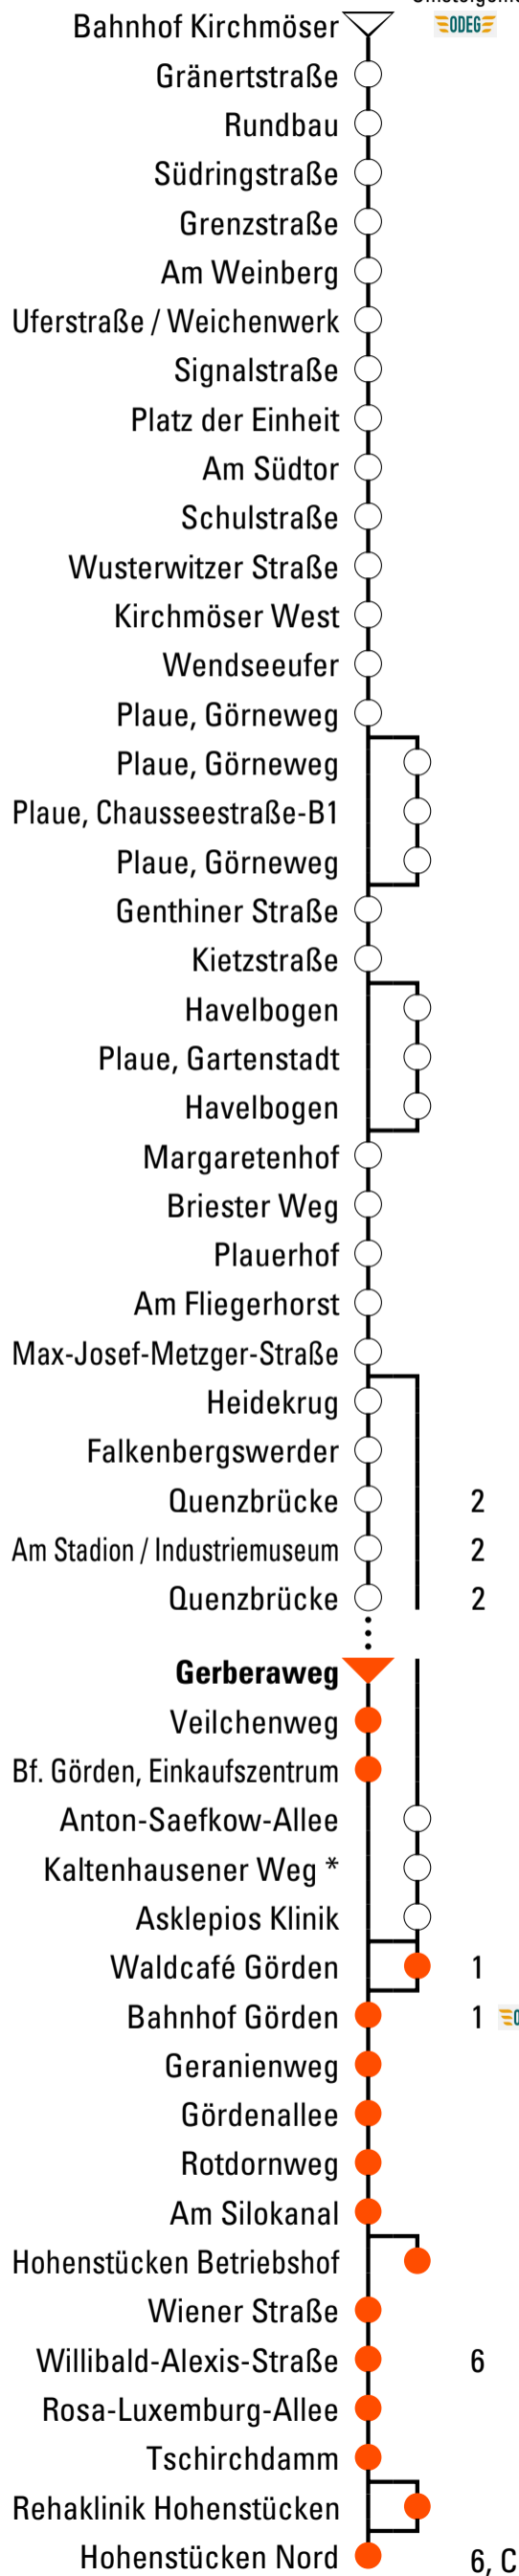 Bahnhof Kirchmöser ODEG
Gränertstraße
Rundbau
Südringstraße
Grenzstraße
Am Weinberg
Uferstraße / Weichenwerk
Signalstraße
Platz der Einheit
Am Südtor
Schulstraße
Wusterwitzer Straße
Kirchmöser West
Wendseeufer
Plaue, Görneweg
Plaue, Görneweg
Plaue, Chausseestraße-B1
Plaue, Görneweg
Genthiner Straße
Kietzstraße
Havelbogen
Plaue, Gartenstadt
Havelbogen
Margaretenhof
Briester Weg
Plauerhof
Am Fliegerhorst
Max-Josef-Metzger-Straße
Heidekrug
Falkenbergswerder
Quenzbrücke 2
Am Stadion / Industriemuseum 2
Quenzbrücke 2
Gerberaweg
Veilchenweg
Bf. Görden, Einkaufszentrum
Anton-Saefkow-Allee
Kaltenhausener Weg *
Asklepios Klinik
Waldcafé Görden 1
Bahnhof Görden 1
Geranienweg
Gördenallee
Rotdornweg
Am Silokanal
Hohenstücken Betriebshof
Wiener Straße
Willibald-Alexis-Straße 6
Rosa-Luxemburg-Allee
Tschirchdamm
Rehaklinik Hohenstücken
Hohenstücken Nord 6, C